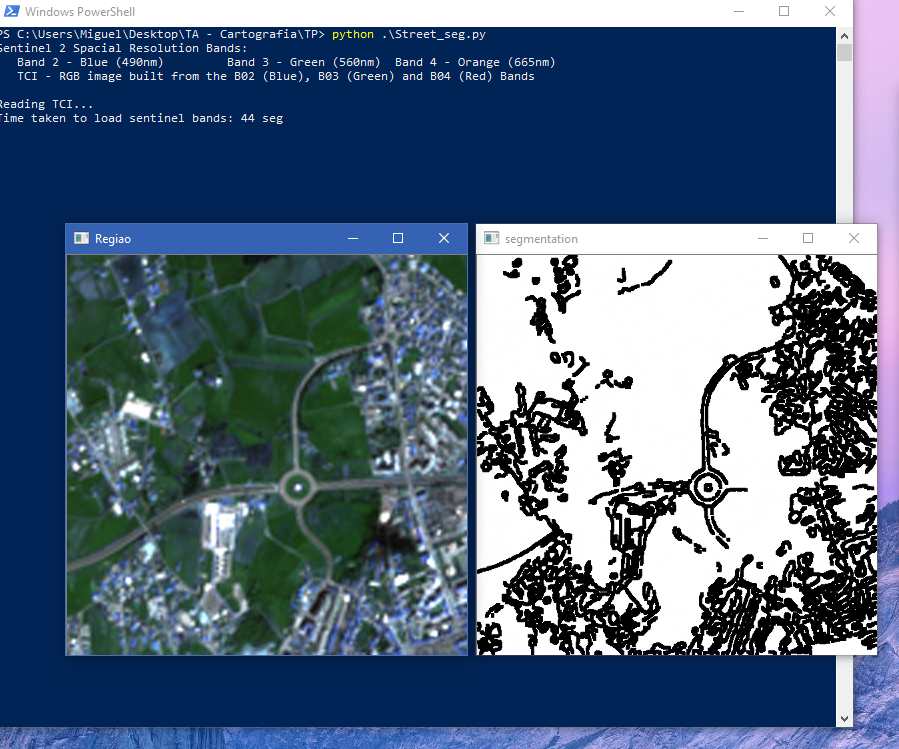 Windows PowerShell
PS C:\Users\Miguel\Desktop\TA - Cartografia\TP> python .\Street_seg.py
Sentinel 2 Spacial Resolution Bands:
Band 2 - Blue (490nm) Band 3 - Green (560nm) Band 4 - Orange (665nm)
TCI - RGB image built from the B02 (Blue), B03 (Green) and B04 (Red) Bands
Reading TCI...
Time taken to load sentinel bands: 44 seg
Regiao
segmentation